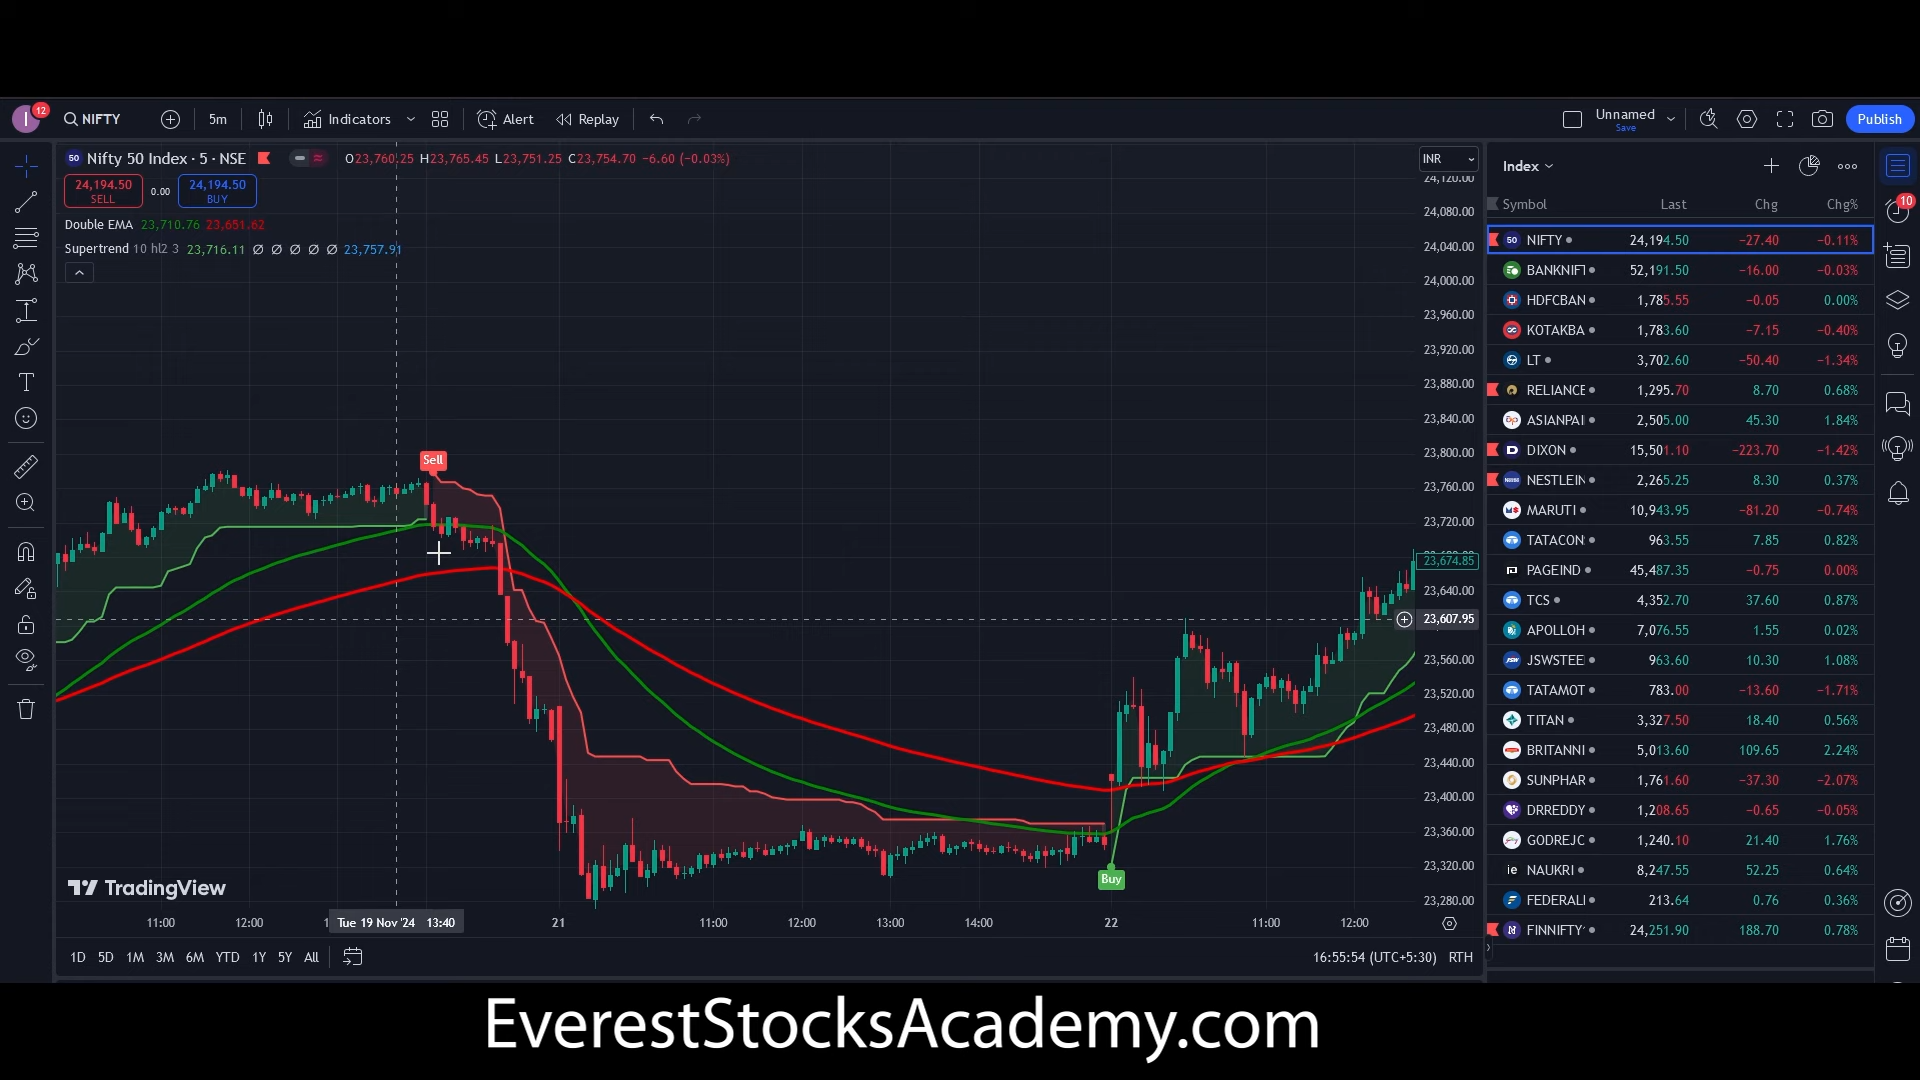 I 12 NIFTY 5m Indicators Alert Replay Unnamed Save Publish
50 Nifty 50 Index · 5 · NSE O23,760.25 H23,765.45 L23,751.25 C23,754.70 −6.60 (−0.03%)
24,194.50 SELL 0.00 24,194.50 BUY
Double EMA 23,710.76 23,651.62
Supertrend 10 hl2 3 23,716.11 Ø Ø Ø Ø Ø 23,757.91
INR
24,120.00
24,080.00
24,040.00
24,000.00
23,960.00
23,920.00
23,880.00
23,840.00
23,800.00
23,760.00
23,720.00
23,674.85
23,640.00
23,607.95
23,560.00
23,520.00
23,480.00
23,440.00
23,400.00
23,360.00
23,320.00
23,280.00
Sell
Buy
TradingView
11:00 12:00 1 Tue 19 Nov '24 13:40 21 11:00 12:00 13:00 14:00 22 11:00 12:00
1D 5D 1M 3M 6M YTD 1Y 5Y All 16:55:54 (UTC+5:30) RTH
Index
10
Symbol Last Chg Chg%
50 NIFTY 24,194.50 −27.40 −0.11%
BANKNIFT 52,191.50 −16.00 −0.03%
HDFCBAN 1,785.55 −0.05 0.00%
KOTAKBA 1,783.60 −7.15 −0.40%
LT 3,702.60 −50.40 −1.34%
RELIANCE 1,295.70 8.70 0.68%
ASIANPAI 2,505.00 45.30 1.84%
D DIXON 15,501.10 −223.70 −1.42%
NESTLEIN 2,265.25 8.30 0.37%
MARUTI 10,943.95 −81.20 −0.74%
TATACON 963.55 7.85 0.82%
PAGEIND 45,487.35 −0.75 0.00%
TCS 4,352.70 37.60 0.87%
APOLLOH 7,076.55 1.55 0.02%
JSW JSWSTEE 963.60 10.30 1.08%
TATAMOT 783.00 −13.60 −1.71%
TITAN 3,327.50 18.40 0.56%
BRITANNI 5,013.60 109.65 2.24%
SUNPHAR 1,761.60 −37.30 −2.07%
DRREDDY 1,208.65 −0.65 −0.05%
GODREJC 1,240.10 21.40 1.76%
ie NAUKRI 8,247.55 52.25 0.64%
FEDERALI 213.64 0.76 0.36%
N FINNIFTY 24,251.90 188.70 0.78%
EverestStocksAcademy.com